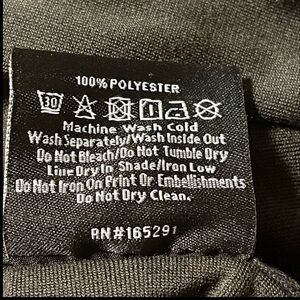 100% POLYESTER
30
Machine Wash Cold
Wash Separately/Wash Inside Out
Do Not Bleach/Do Not Tumble Dry
Line Dry In Shade/Iron Low
Do Not Iron On Print Or Embellishments
Do Not Dry Clean.
RN#165291